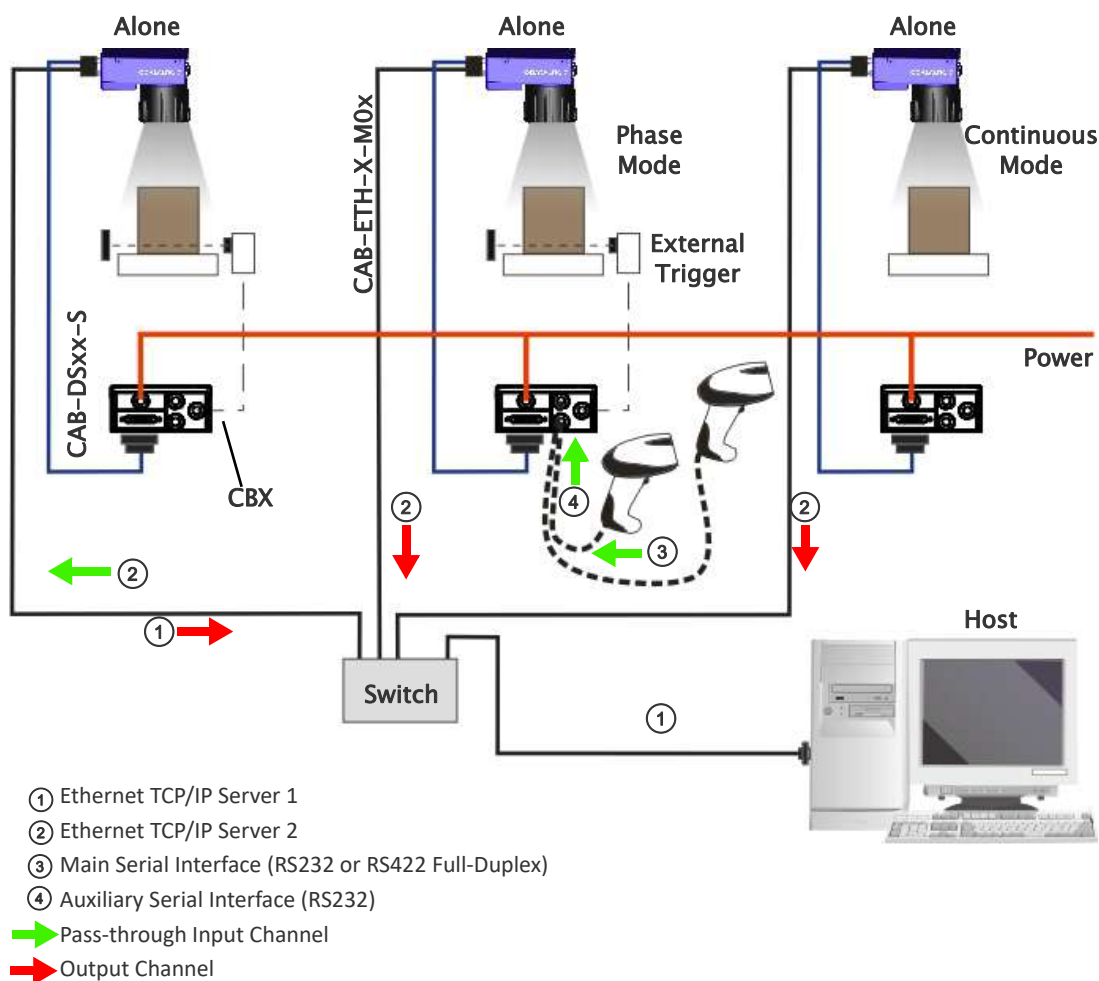 Alone
Alone
Alone
Phase
Mode
Continuous
Mode
CAB-ETH-X-M0x
External
Trigger
CAB-DSxx-S
Power
CBX
4
2
2
3
2
1
Host
Switch
1
1 Ethernet TCP/IP Server 1
2 Ethernet TCP/IP Server 2
3 Main Serial Interface (RS232 or RS422 Full-Duplex)
4 Auxiliary Serial Interface (RS232)
Pass-through Input Channel
Output Channel